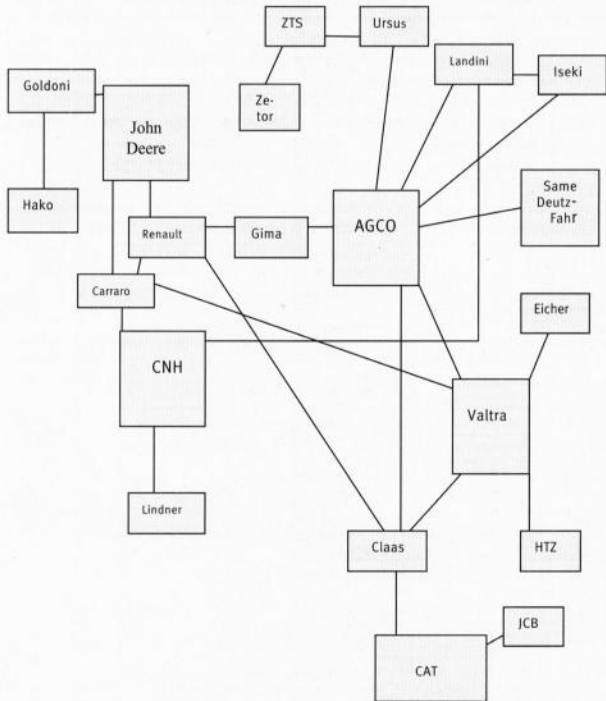 ZTS
Ursus
Landini
Iseki
Goldoni
Ze-
tor
John
Deere
Hako
Same
Deutz-
Fahr
Renault
Gima
AGCO
Carraro
Eicher
CNH
Valtra
Lindner
Claas
HTZ
JCB
CAT